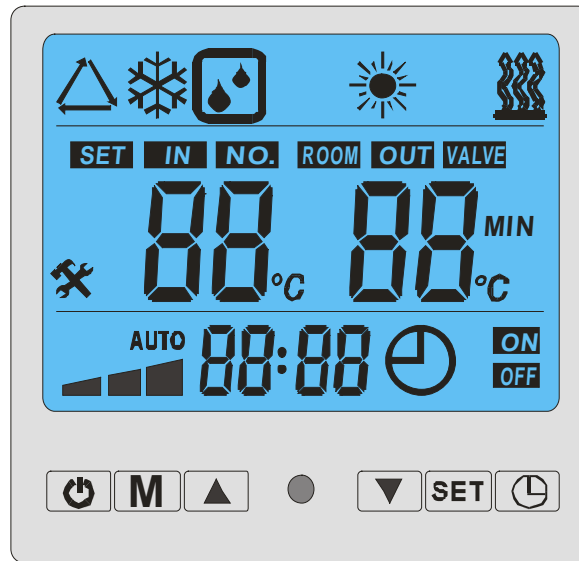 SET IN NO. ROOM OUT VALVE
88 °C 88 °C MIN
AUTO 88:88 ON
OFF
M SET